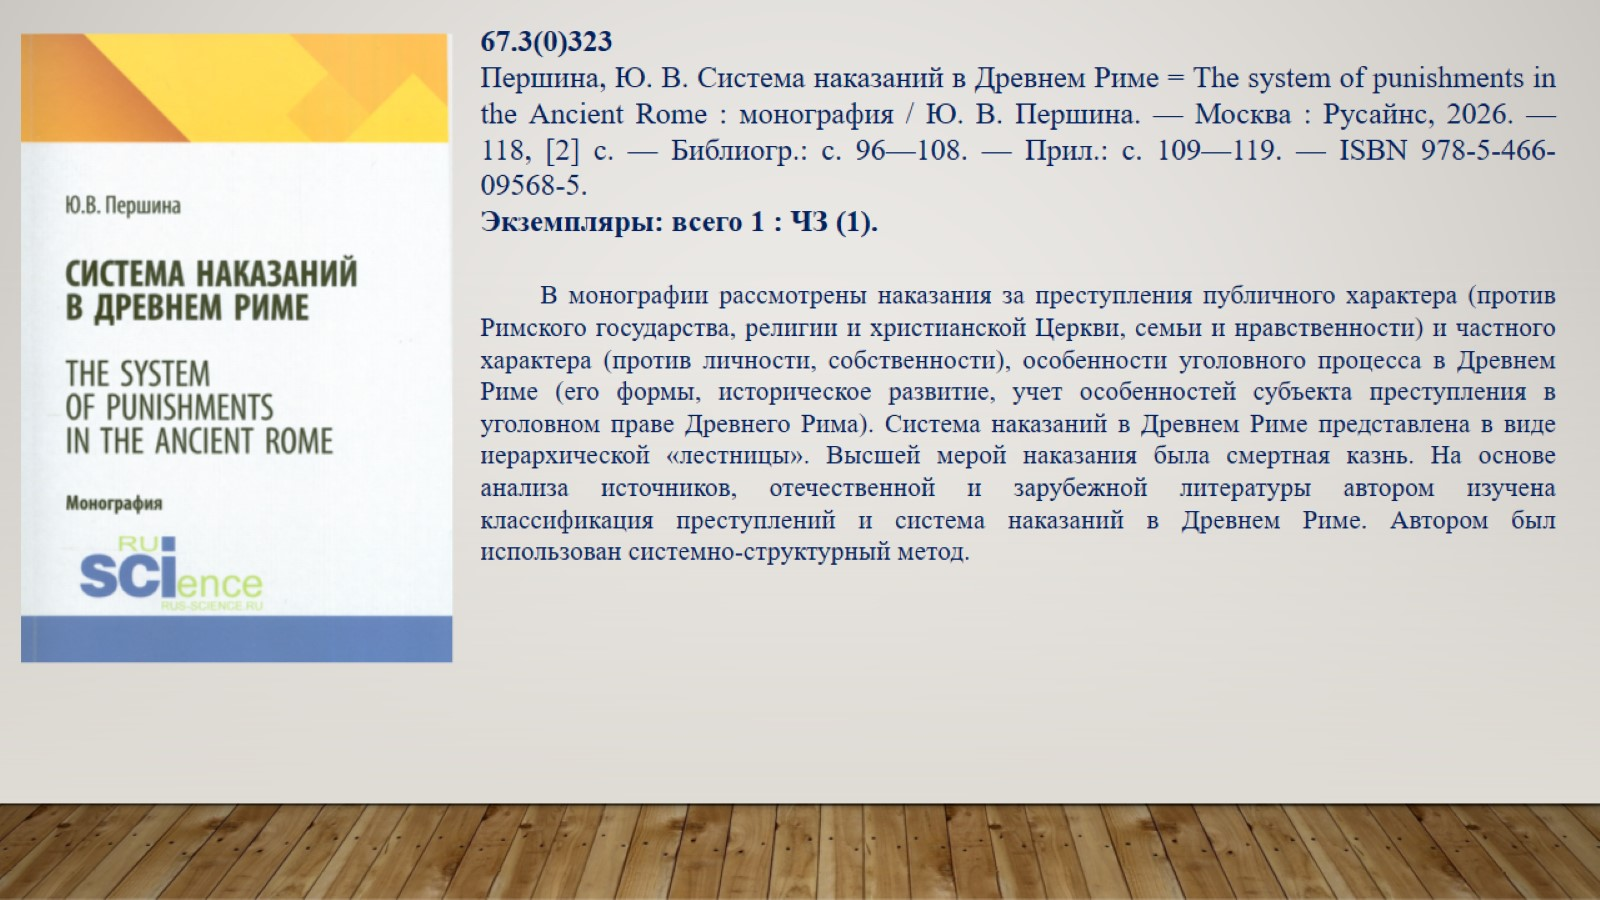 Ю.В. Першина
СИСТЕМА НАКАЗАНИЙ
В ДРЕВНЕМ РИМЕ
THE SYSTEM
OF PUNISHMENTS
IN THE ANCIENT ROME
Монография
RU
science
RUS-SCIENCE.RU
67.3(0)323
Першина, Ю. В. Система наказаний в Древнем Риме = The system of punishments in
the Ancient Rome : монография / Ю. В. Першина. — Москва : Русайнс, 2026. —
118, [2] с. — Библиогр.: с. 96—108. — Прил.: с. 109—119. — ISBN 978-5-466-
09568-5.
Экземпляры: всего 1 : ЧЗ (1).
В монографии рассмотрены наказания за преступления публичного характера (против
Римского государства, религии и христианской Церкви, семьи и нравственности) и частного
характера (против личности, собственности), особенности уголовного процесса в Древнем
Риме (его формы, историческое развитие, учет особенностей субъекта преступления в
уголовном праве Древнего Рима). Система наказаний в Древнем Риме представлена в виде
иерархической «лестницы». Высшей мерой наказания была смертная казнь. На основе
анализа источников, отечественной и зарубежной литературы автором изучена
классификация преступлений и система наказаний в Древнем Риме. Автором был
использован системно-структурный метод.